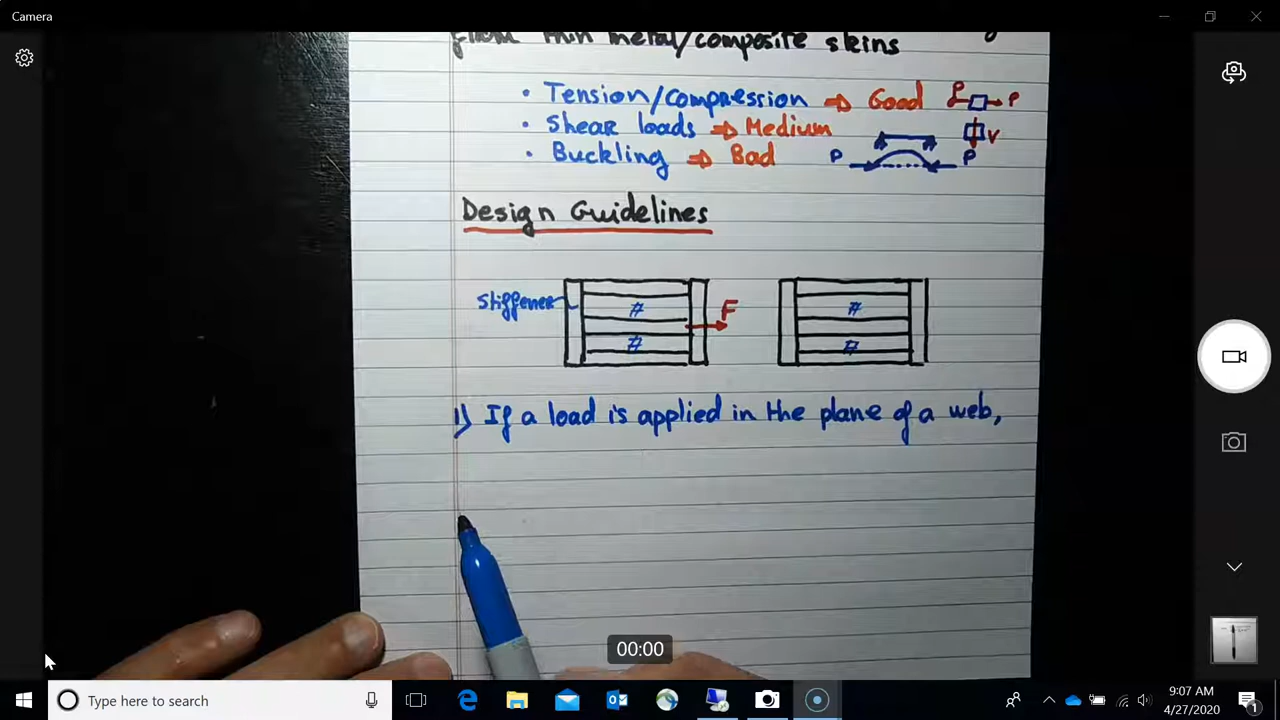 Camera
from thin metal/composite skins
• Tension/compression ⇒ Good P P
• Shear loads ⇒ Medium V
• Buckling ⇒ Bad P P
Design Guidelines
Stiffener # F #
# #
1) If a load is applied in the plane of a web,
00:00
Type here to search
9:07 AM
4/27/2020
1